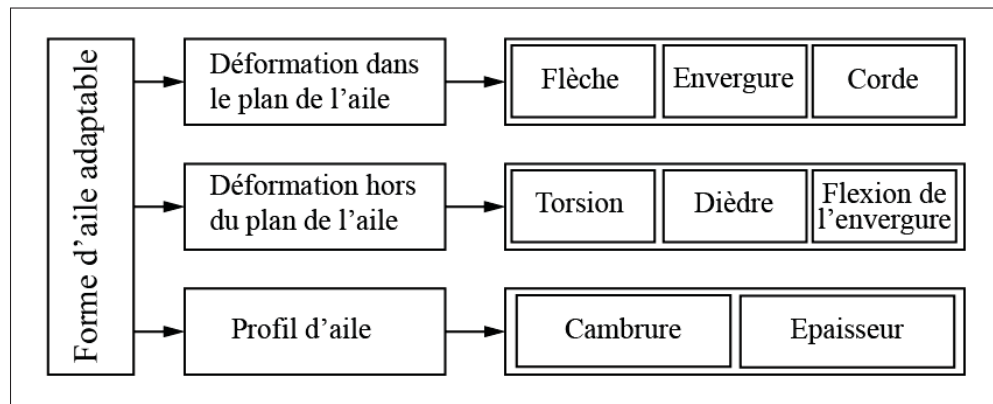 Forme d’aile adaptable
Déformation dans
le plan de l’aile
Flèche
Envergure
Corde
Déformation hors
du plan de l’aile
Torsion
Dièdre
Flexion de
l’envergure
Profil d’aile
Cambrure
Epaisseur